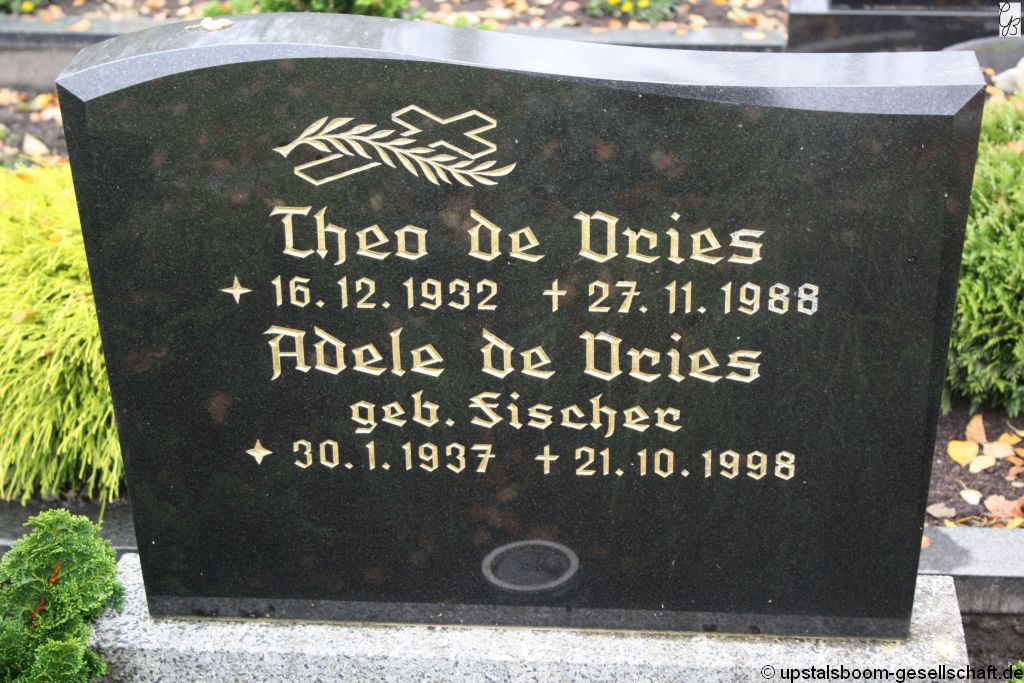 Theo de Vries
✦ 16.12.1932 ✝ 27.11.1988
Adele de Vries
geb. Fischer
✦ 30.1.1937 ✝ 21.10.1998
© upstalsboom-gesellschaft.de